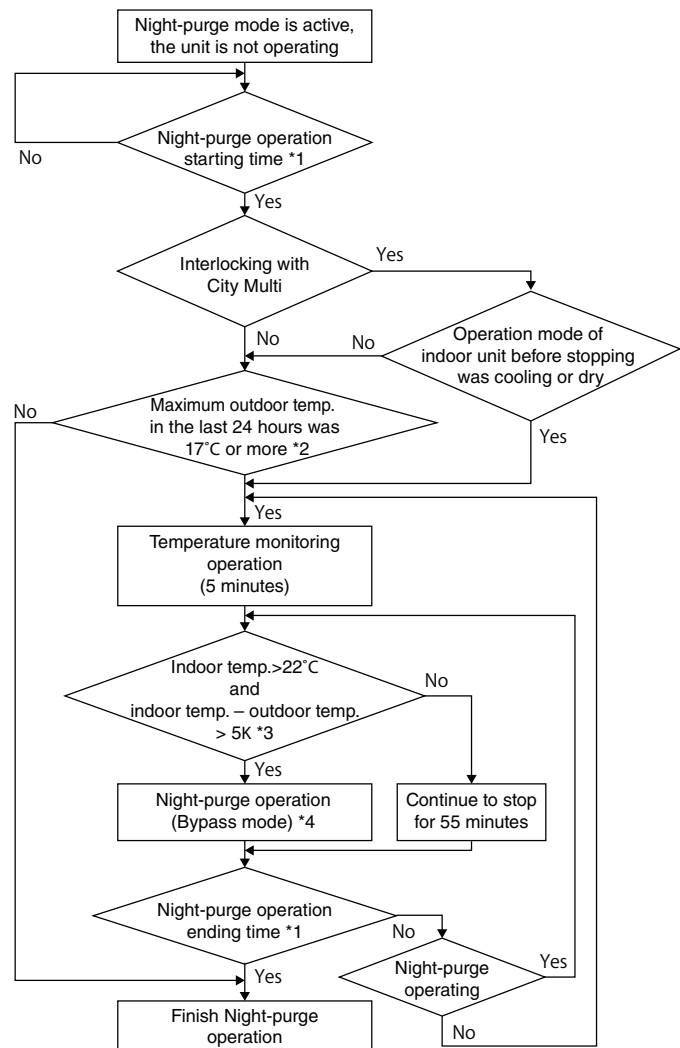 Night-purge mode is active,
the unit is not operating
Night-purge operation
starting time *1
No
Yes
Interlocking with
City Multi
Yes
No
No
Operation mode of
indoor unit before stopping
was cooling or dry
No
Maximum outdoor temp.
in the last 24 hours was
17˚C or more *2
Yes
Yes
Temperature monitoring
operation
(5 minutes)
Indoor temp.>22˚C
and
indoor temp. – outdoor temp.
> 5K *3
No
Yes
Night-purge operation
(Bypass mode) *4
Continue to stop
for 55 minutes
Night-purge operation
ending time *1
No
Yes
Night-purge
operating
Yes
No
Finish Night-purge
operation